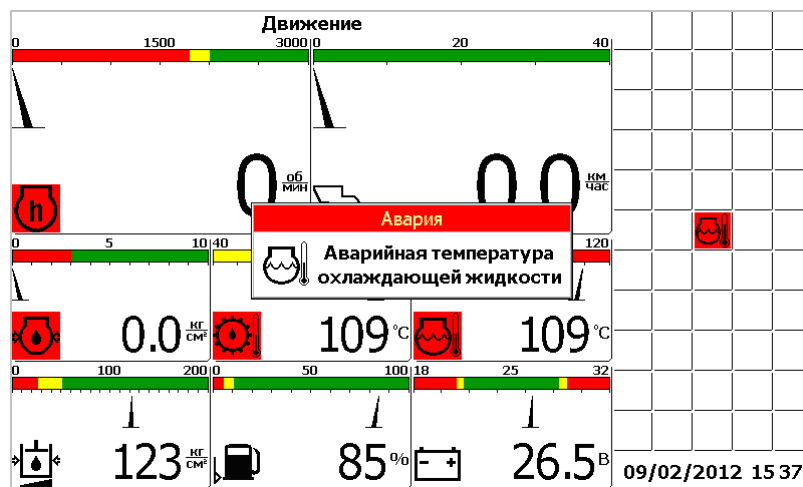 Движение
0 1500 3000 0 20 40
0 об/мин 0.0 км/час
h
Авария
Аварийная температура
охлаждающей жидкости
0 5 10 40 120
0.0 кг/см² 109 °C 109 °C
0 100 200 0 50 100 18 25 32
123 кг/см² 85 % 26.5 В
09/02/2012 15 37